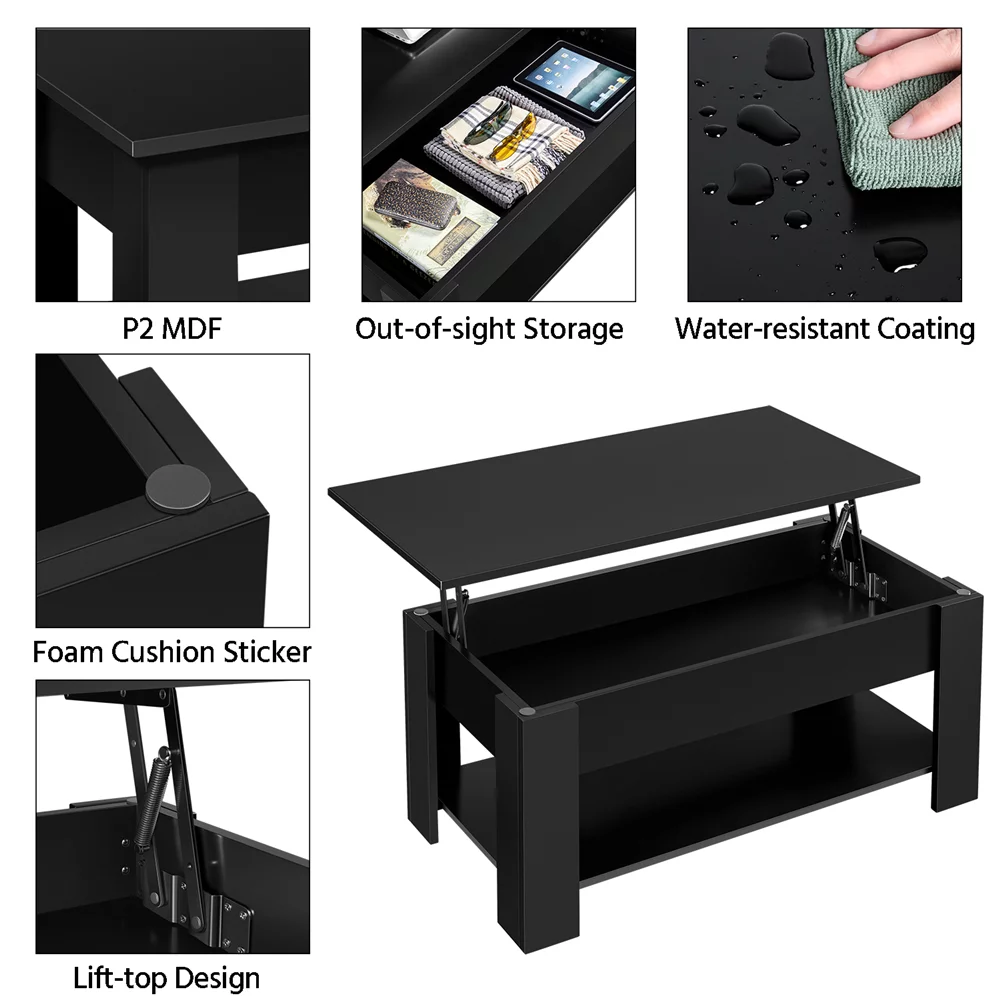 P2 MDF
Out-of-sight Storage
Water-resistant Coating
Foam Cushion Sticker
Lift-top Design